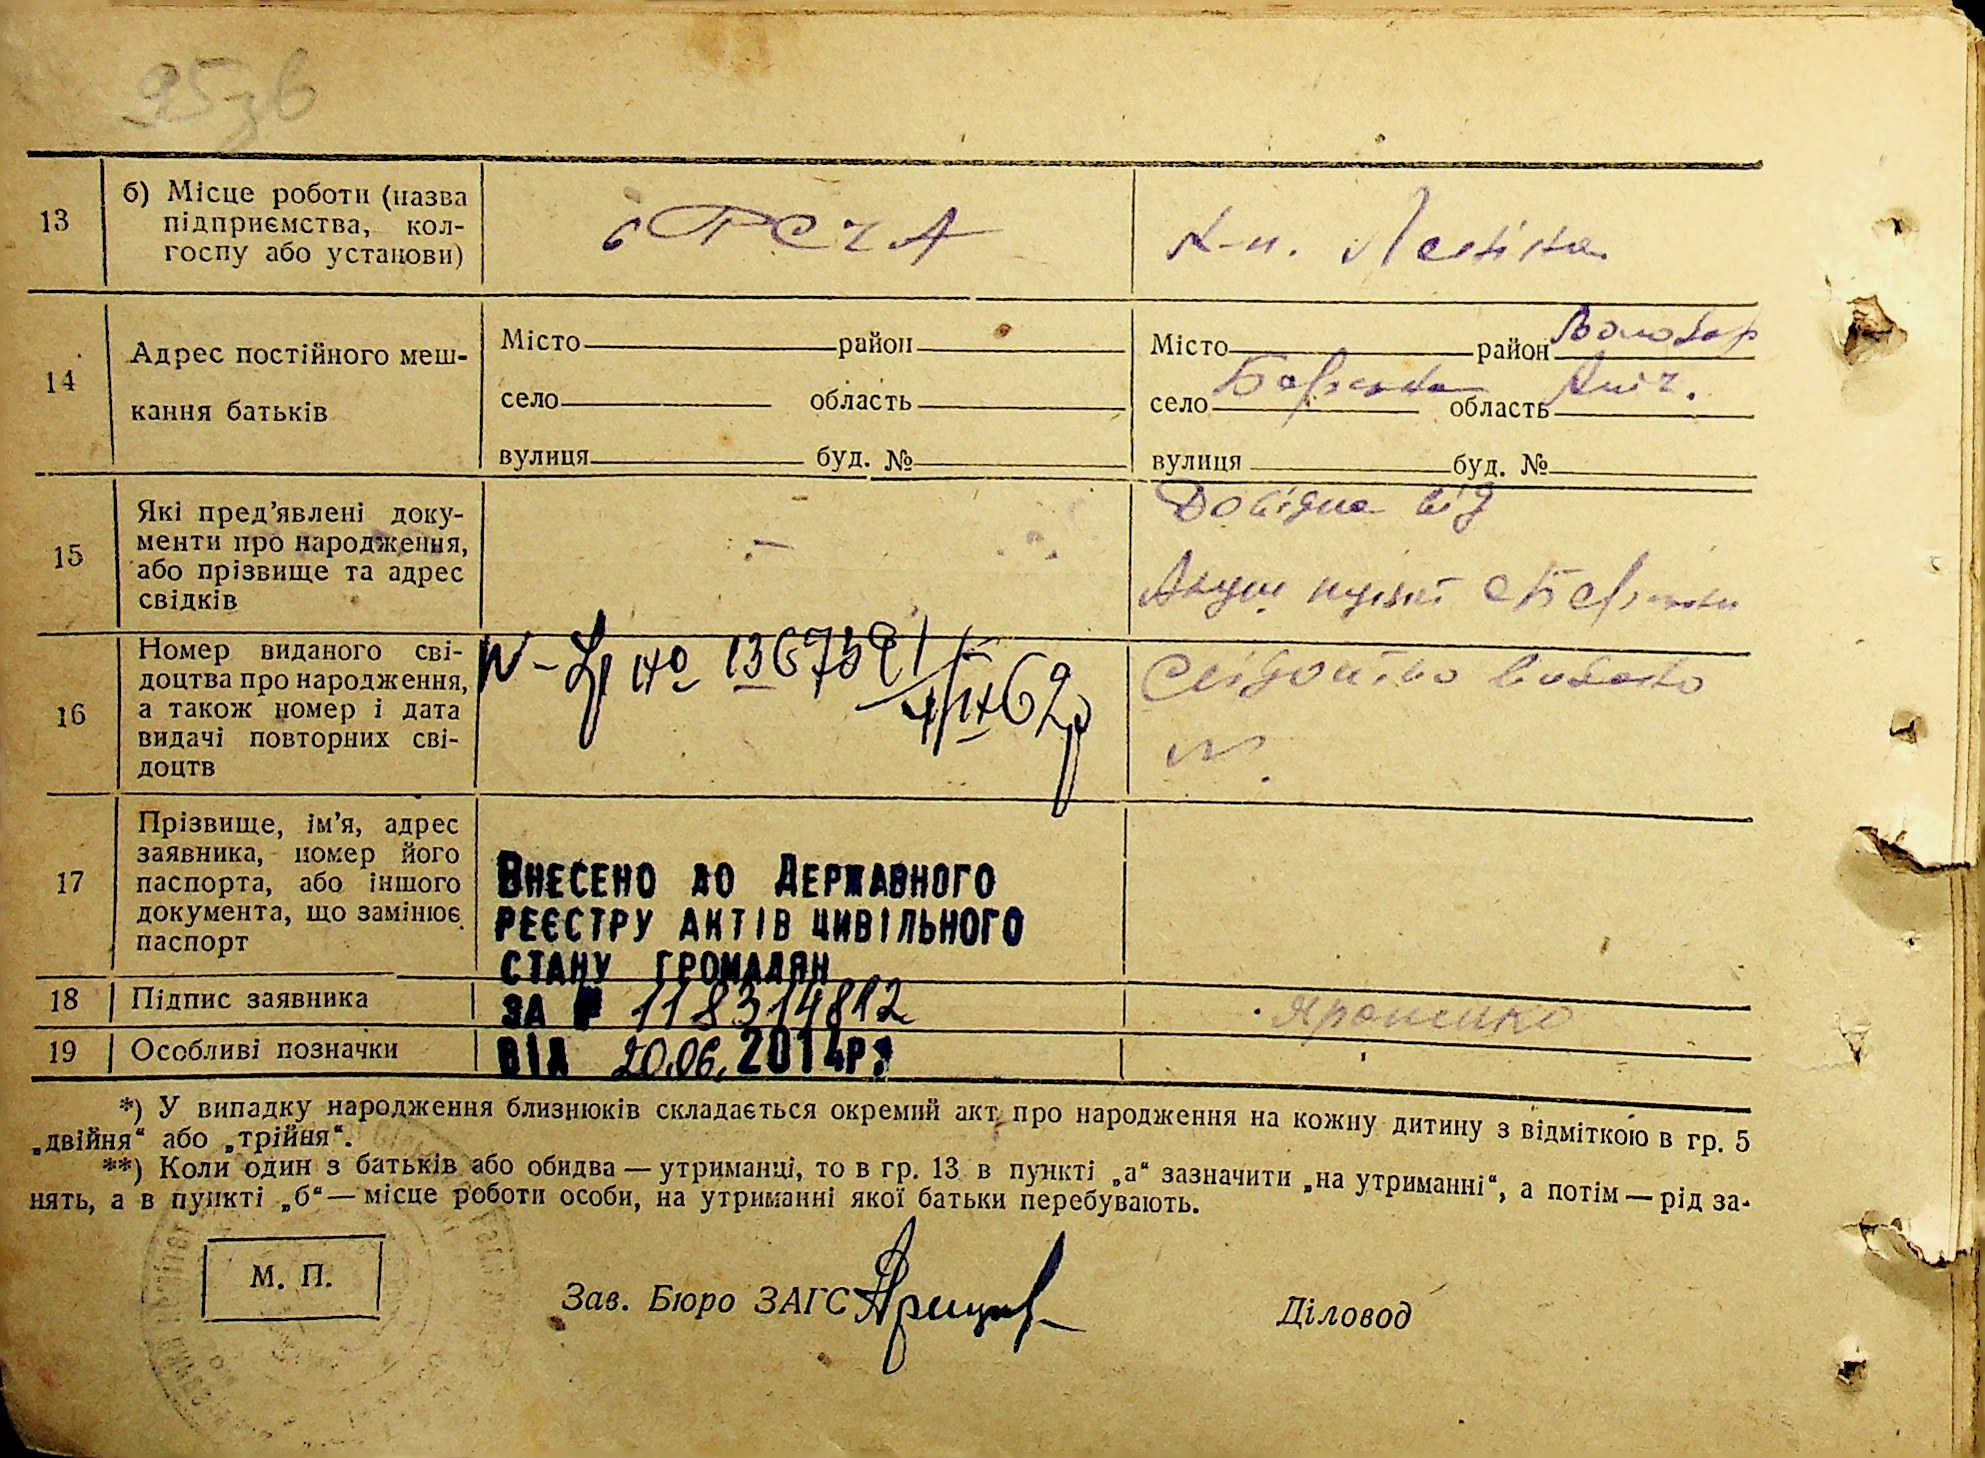 13
б) Місце роботи (назва
підприємства, кол-
госпу або установи)
в РСЧА
к-п. Леніна
14
Адрес постійного меш-
кання батьків
Місто район
село область
вулиця буд. №
Місто район
село область
вулиця буд. №
15
Які пред'явлені доку-
менти про народження,
або прізвище та адрес
свідків
-
Довідка від
Акуш. пункт
16
Номер виданого сві-
доцтва про народження,
а також номер і дата
видачі повторних сві-
доцтв
Свідоцтво видано
№
17
Прізвище, ім'я, адрес
заявника, номер його
паспорта, або іншого
документа, що замінює
паспорт
ВНЕСЕНО ДО ДЕРЖАВНОГО
РЕЄСТРУ АКТІВ ЦИВІЛЬНОГО
СТАНУ ГРОМАДЯН
ЗА № 118314812
ВІД 20.06.2014р.
18
Підпис заявника
19
Особливі позначки
*) У випадку народження близнюків складається окремий акт про народження на кожну дитину з відміткою в гр. 5
„двійня“ або „трійня“.
**) Коли один з батьків або обидва — утриманці, то в гр. 13 в пункті „а“ зазначити „на утриманні“, а потім — рід за-
нять, а в пункті „б“ — місце роботи особи, на утриманні якої батьки перебувають.
М. П.
Зав. Бюро ЗАГС
Діловод